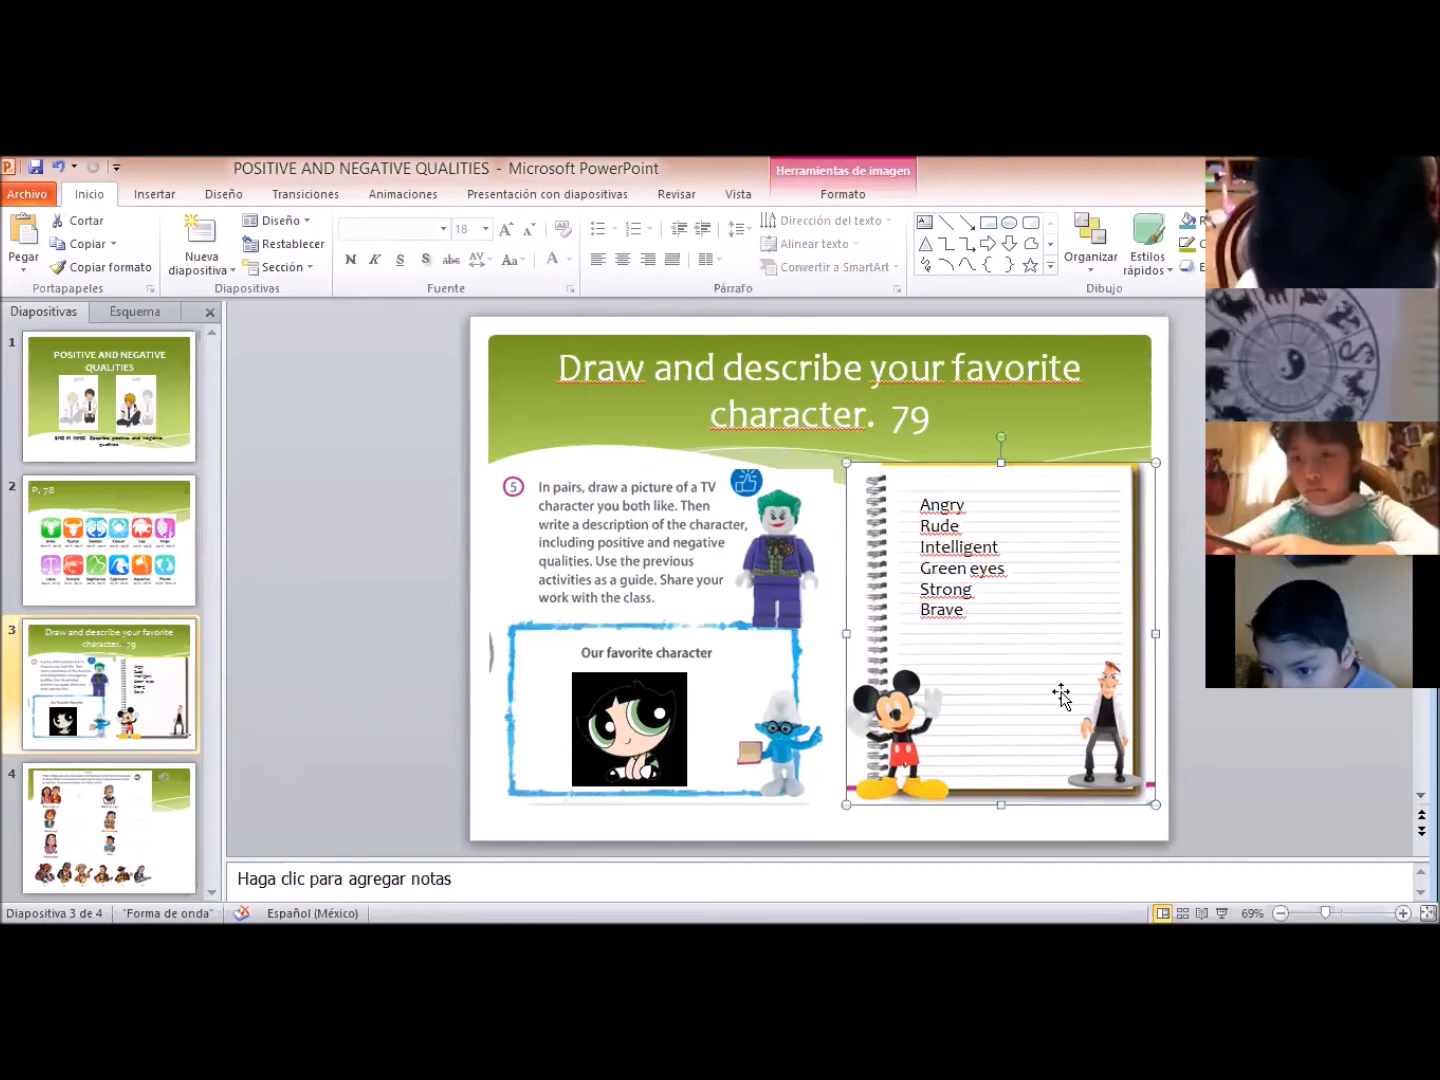 POSITIVE AND NEGATIVE QUALITIES - Microsoft PowerPoint
Herramientas de imagen
Archivo Inicio Insertar Diseño Transiciones Animaciones Presentación con diapositivas Revisar Vista Formato
Pegar
Cortar
Copiar
Copiar formato
Portapapeles
Nueva
diapositiva
Diseño
Restablecer
Sección
Diapositivas
18
N K S S abc AV Aa A
Fuente
Dirección del texto
Alinear texto
Convertir a SmartArt
Párrafo
Organizar
Estilos
rápidos
Dibujo
Diapositivas Esquema
1
POSITIVE AND NEGATIVE
QUALITIES
2
P. 78
3
Draw and describe your favorite
character. 79
4
Draw and describe your favorite
character. 79
5
In pairs, draw a picture of a TV
character you both like. Then
write a description of the character,
including positive and negative
qualities. Use the previous
activities as a guide. Share your
work with the class.
Our favorite character
Angry
Rude
Intelligent
Green eyes
Strong
Brave
Haga clic para agregar notas
Diapositiva 3 de 4 "Forma de onda" Español (México) 69%